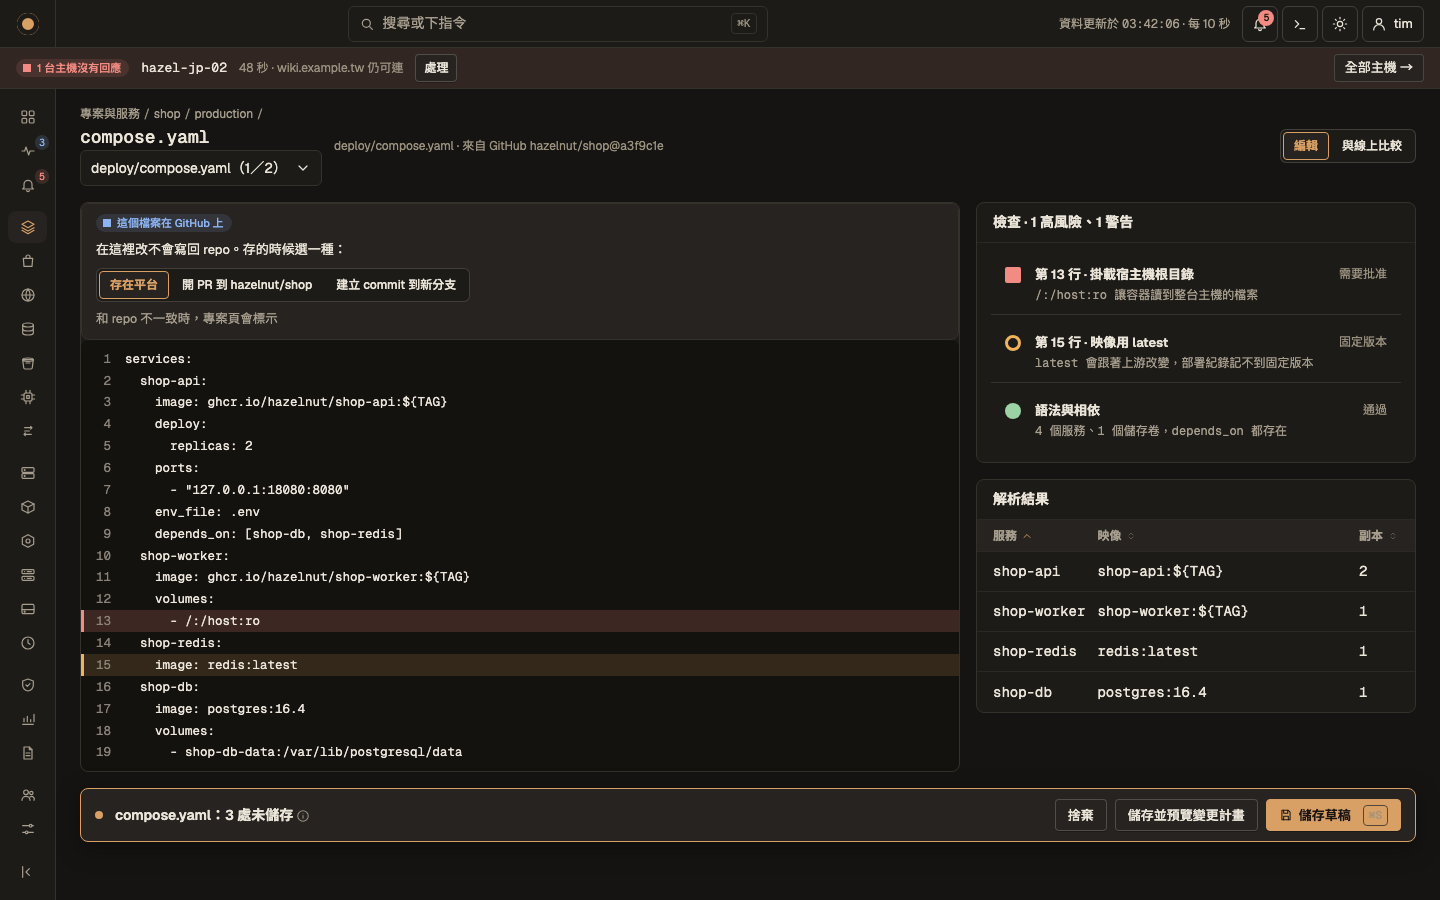 搜尋或下指令 ⌘K
資料更新於 03:42:06 · 每 10 秒
5
tim
1 台主機沒有回應 hazel-jp-02 48 秒 · wiki.example.tw 仍可連 處理
全部主機 →
3
5
專案與服務 / shop / production /
compose.yaml
deploy/compose.yaml · 來自 GitHub hazelnut/shop@a3f9c1e
deploy/compose.yaml（1／2）
編輯 與線上比較
這個檔案在 GitHub 上
在這裡改不會寫回 repo。存的時候選一種：
存在平台 開 PR 到 hazelnut/shop 建立 commit 到新分支
和 repo 不一致時，專案頁會標示
1 services:
2 shop-api:
3 image: ghcr.io/hazelnut/shop-api:${TAG}
4 deploy:
5 replicas: 2
6 ports:
7 - "127.0.0.1:18080:8080"
8 env_file: .env
9 depends_on: [shop-db, shop-redis]
10 shop-worker:
11 image: ghcr.io/hazelnut/shop-worker:${TAG}
12 volumes:
13 - /:/host:ro
14 shop-redis:
15 image: redis:latest
16 shop-db:
17 image: postgres:16.4
18 volumes:
19 - shop-db-data:/var/lib/postgresql/data
檢查 · 1 高風險、1 警告
第 13 行 · 掛載宿主機根目錄 需要批准
/:/host:ro 讓容器讀到整台主機的檔案
第 15 行 · 映像用 latest 固定版本
latest 會跟著上游改變，部署紀錄記不到固定版本
語法與相依 通過
4 個服務、1 個儲存卷，depends_on 都存在
解析結果
服務 映像 副本
shop-api shop-api:${TAG} 2
shop-worker shop-worker:${TAG} 1
shop-redis redis:latest 1
shop-db postgres:16.4 1
compose.yaml：3 處未儲存
捨棄 儲存並預覽變更計畫 儲存草稿 ⌘S